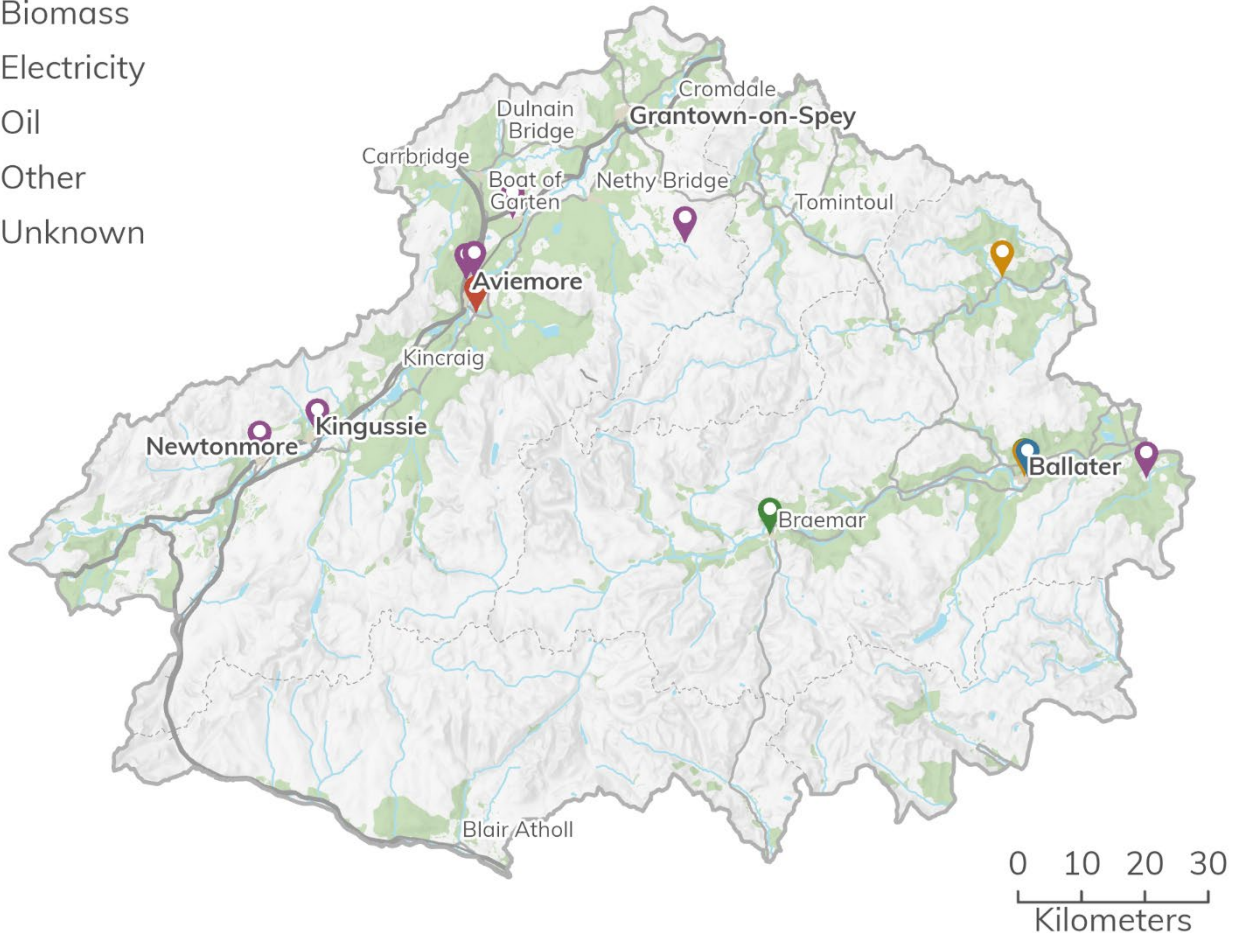 Biomass
Electricity
Oil
Other
Unknown
Cromdale
Dulnain
Bridge
Grantown-on-Spey
Carrbridge
Boat of
Garten
Nethy Bridge
Tomintoul
Aviemore
Kincraig
Kingussie
Newtonmore
Ballater
Braemar
Blair Atholl
0 10 20 30
Kilometers